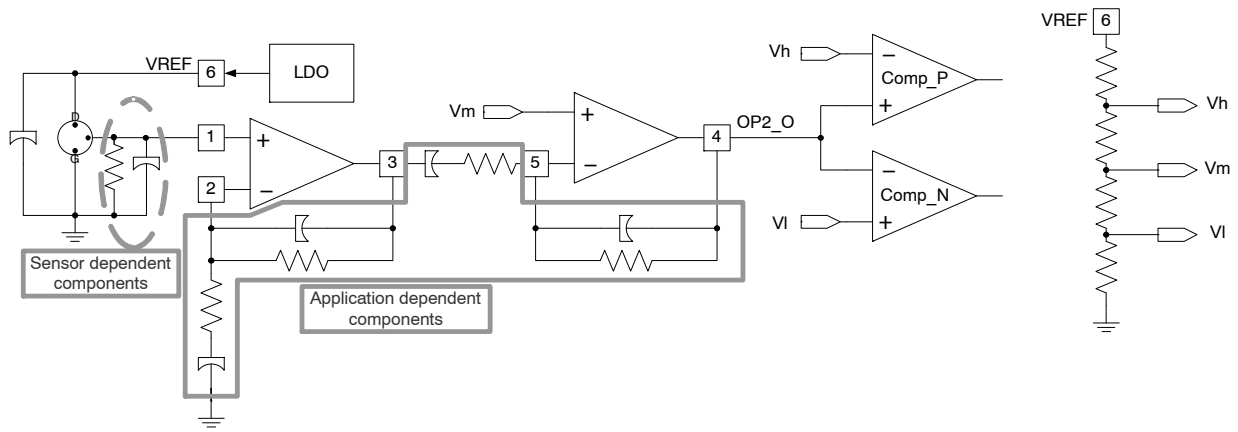 VREF
6
LDO
D
G
1
2
+
−
3
5
Vm
+
−
4
OP2_O
Vh
−
Comp_P
+
−
Comp_N
+
Vl
Sensor dependent
components
Application dependent
components
VREF
6
Vh
Vm
Vl